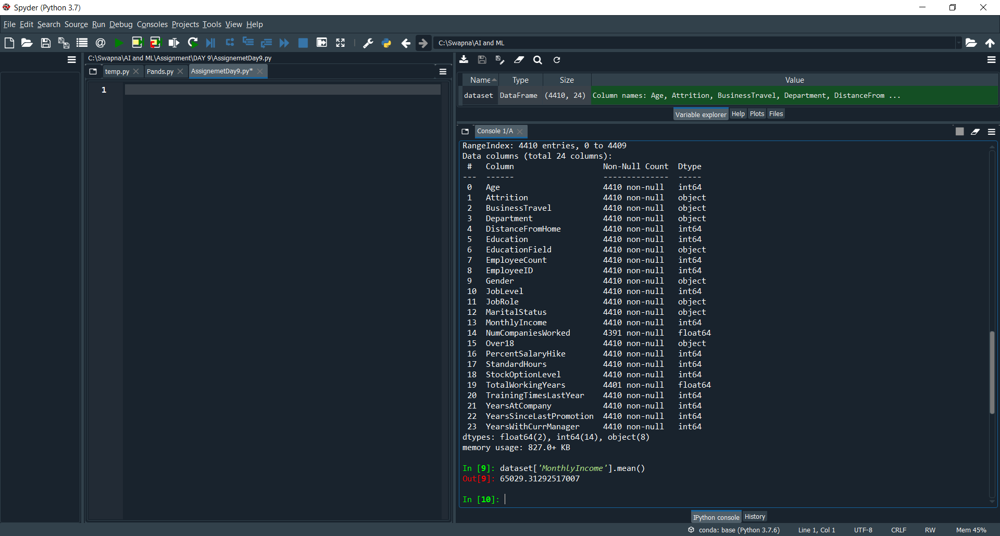 Spyder (Python 3.7)
File Edit Search Source Run Debug Consoles Projects Tools View Help
C:\Swapna\AI and ML
C:\Swapna\AI and ML\Assignment\DAY 9\AssignemetDay9.py
temp.py Pands.py AssignemetDay9.py*
1
Name Type Size Value
dataset DataFrame (4410, 24) Column names: Age, Attrition, BusinessTravel, Department, DistanceFrom ...
Variable explorer Help Plots Files
Console 1/A
RangeIndex: 4410 entries, 0 to 4409
Data columns (total 24 columns):
 #   Column                   Non-Null Count  Dtype
---  ------                   --------------  -----
 0   Age                      4410 non-null   int64
 1   Attrition                4410 non-null   object
 2   BusinessTravel           4410 non-null   object
 3   Department               4410 non-null   object
 4   DistanceFromHome         4410 non-null   int64
 5   Education                4410 non-null   int64
 6   EducationField           4410 non-null   object
 7   EmployeeCount            4410 non-null   int64
 8   EmployeeID               4410 non-null   int64
 9   Gender                   4410 non-null   object
 10  JobLevel                 4410 non-null   int64
 11  JobRole                  4410 non-null   object
 12  MaritalStatus            4410 non-null   object
 13  MonthlyIncome            4410 non-null   int64
 14  NumCompaniesWorked       4391 non-null   float64
 15  Over18                   4410 non-null   object
 16  PercentSalaryHike        4410 non-null   int64
 17  StandardHours            4410 non-null   int64
 18  StockOptionLevel         4410 non-null   int64
 19  TotalWorkingYears        4401 non-null   float64
 20  TrainingTimesLastYear    4410 non-null   int64
 21  YearsAtCompany           4410 non-null   int64
 22  YearsSinceLastPromotion  4410 non-null   int64
 23  YearsWithCurrManager     4410 non-null   int64
dtypes: float64(2), int64(14), object(8)
memory usage: 827.0+ KB
In [9]: dataset['MonthlyIncome'].mean()
Out[9]: 65029.31292517007
In [10]:
IPython console History
conda: base (Python 3.7.6) Line 1, Col 1 UTF-8 CRLF RW Mem 45%